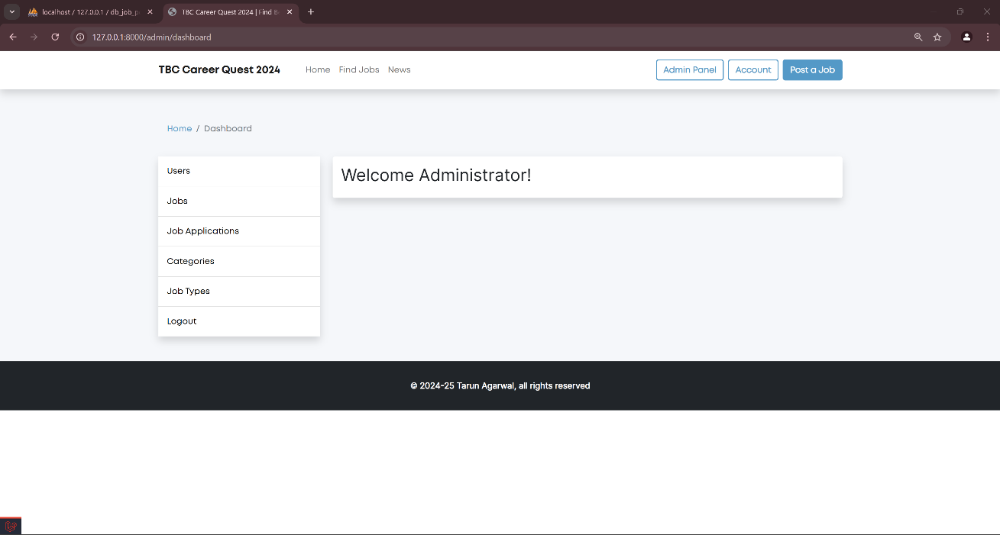 localhost / 127.0.0.1 / db_job_p
TBC Career Quest 2024 | Find B
127.0.0.1:8000/admin/dashboard
TBC Career Quest 2024
Home
Find Jobs
News
Admin Panel
Account
Post a Job
Home / Dashboard
Users
Jobs
Job Applications
Categories
Job Types
Logout
Welcome Administrator!
© 2024-25 Tarun Agarwal, all rights reserved